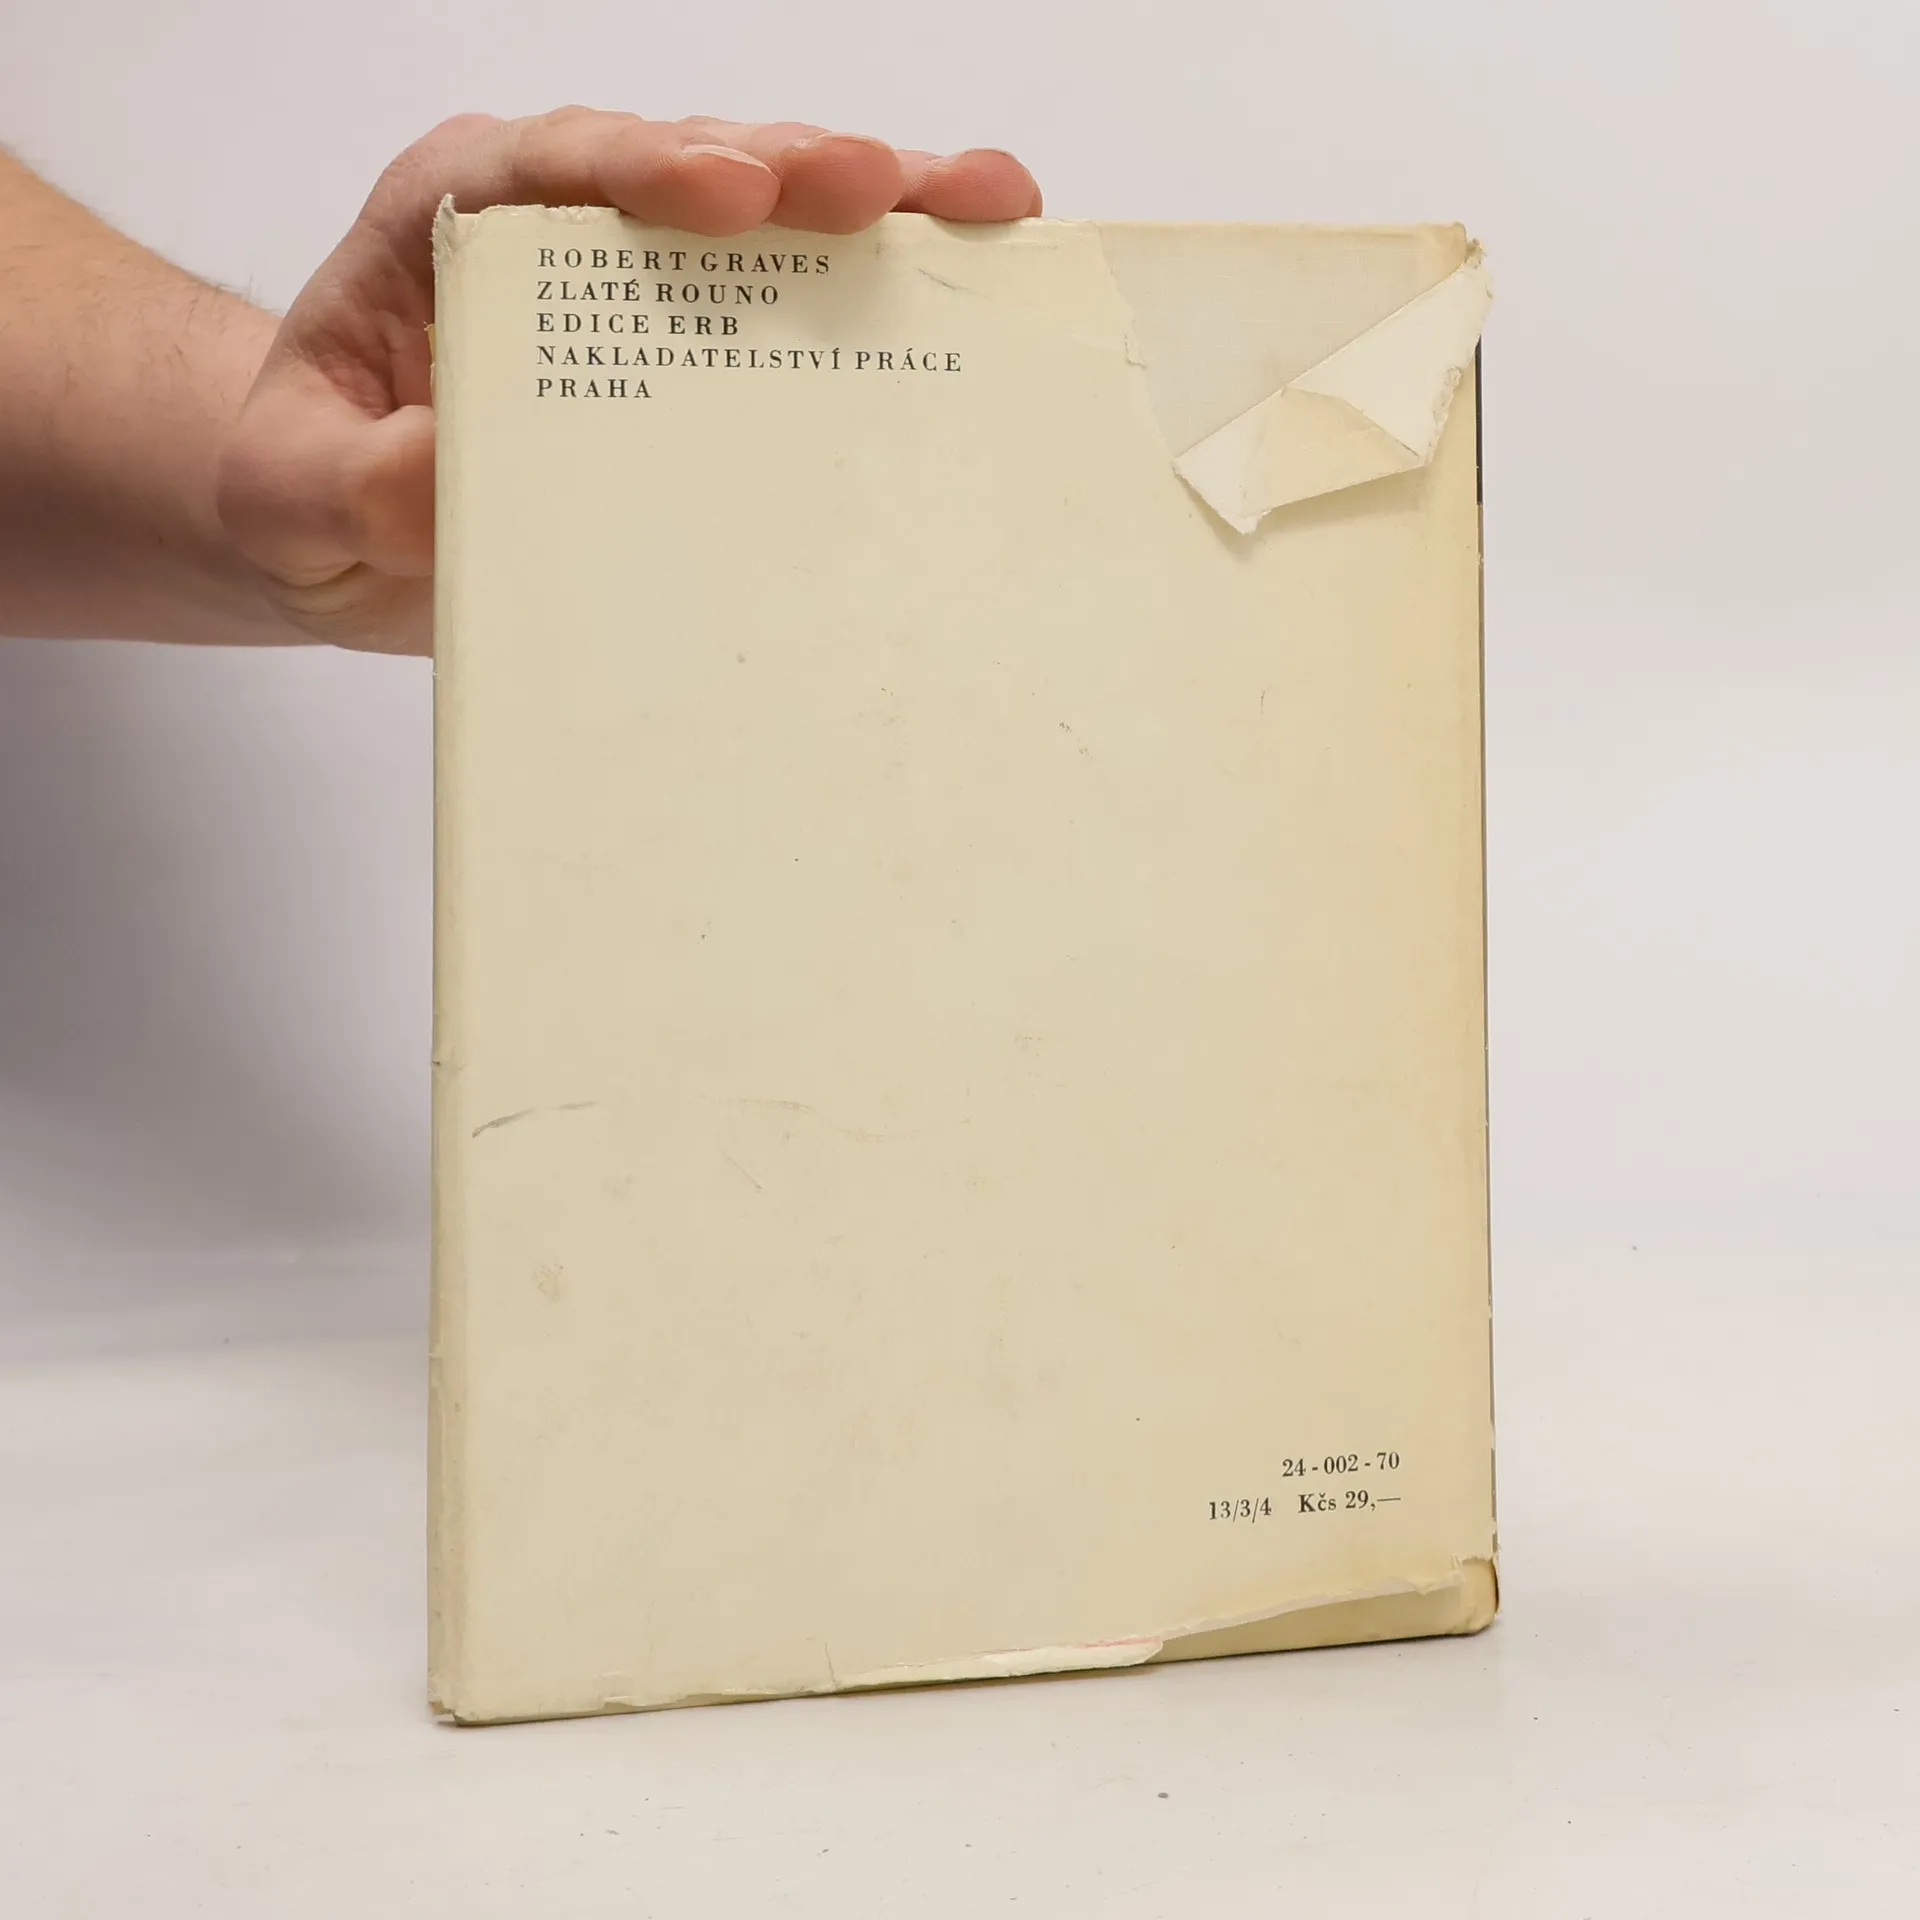 ROBERT GRAVES
ZLATÉ ROUNO
EDICE ERB
NAKLADATELSTVÍ PRÁCE
PRAHA
24 - 002 - 70
13/3/4 Kčs 29,—